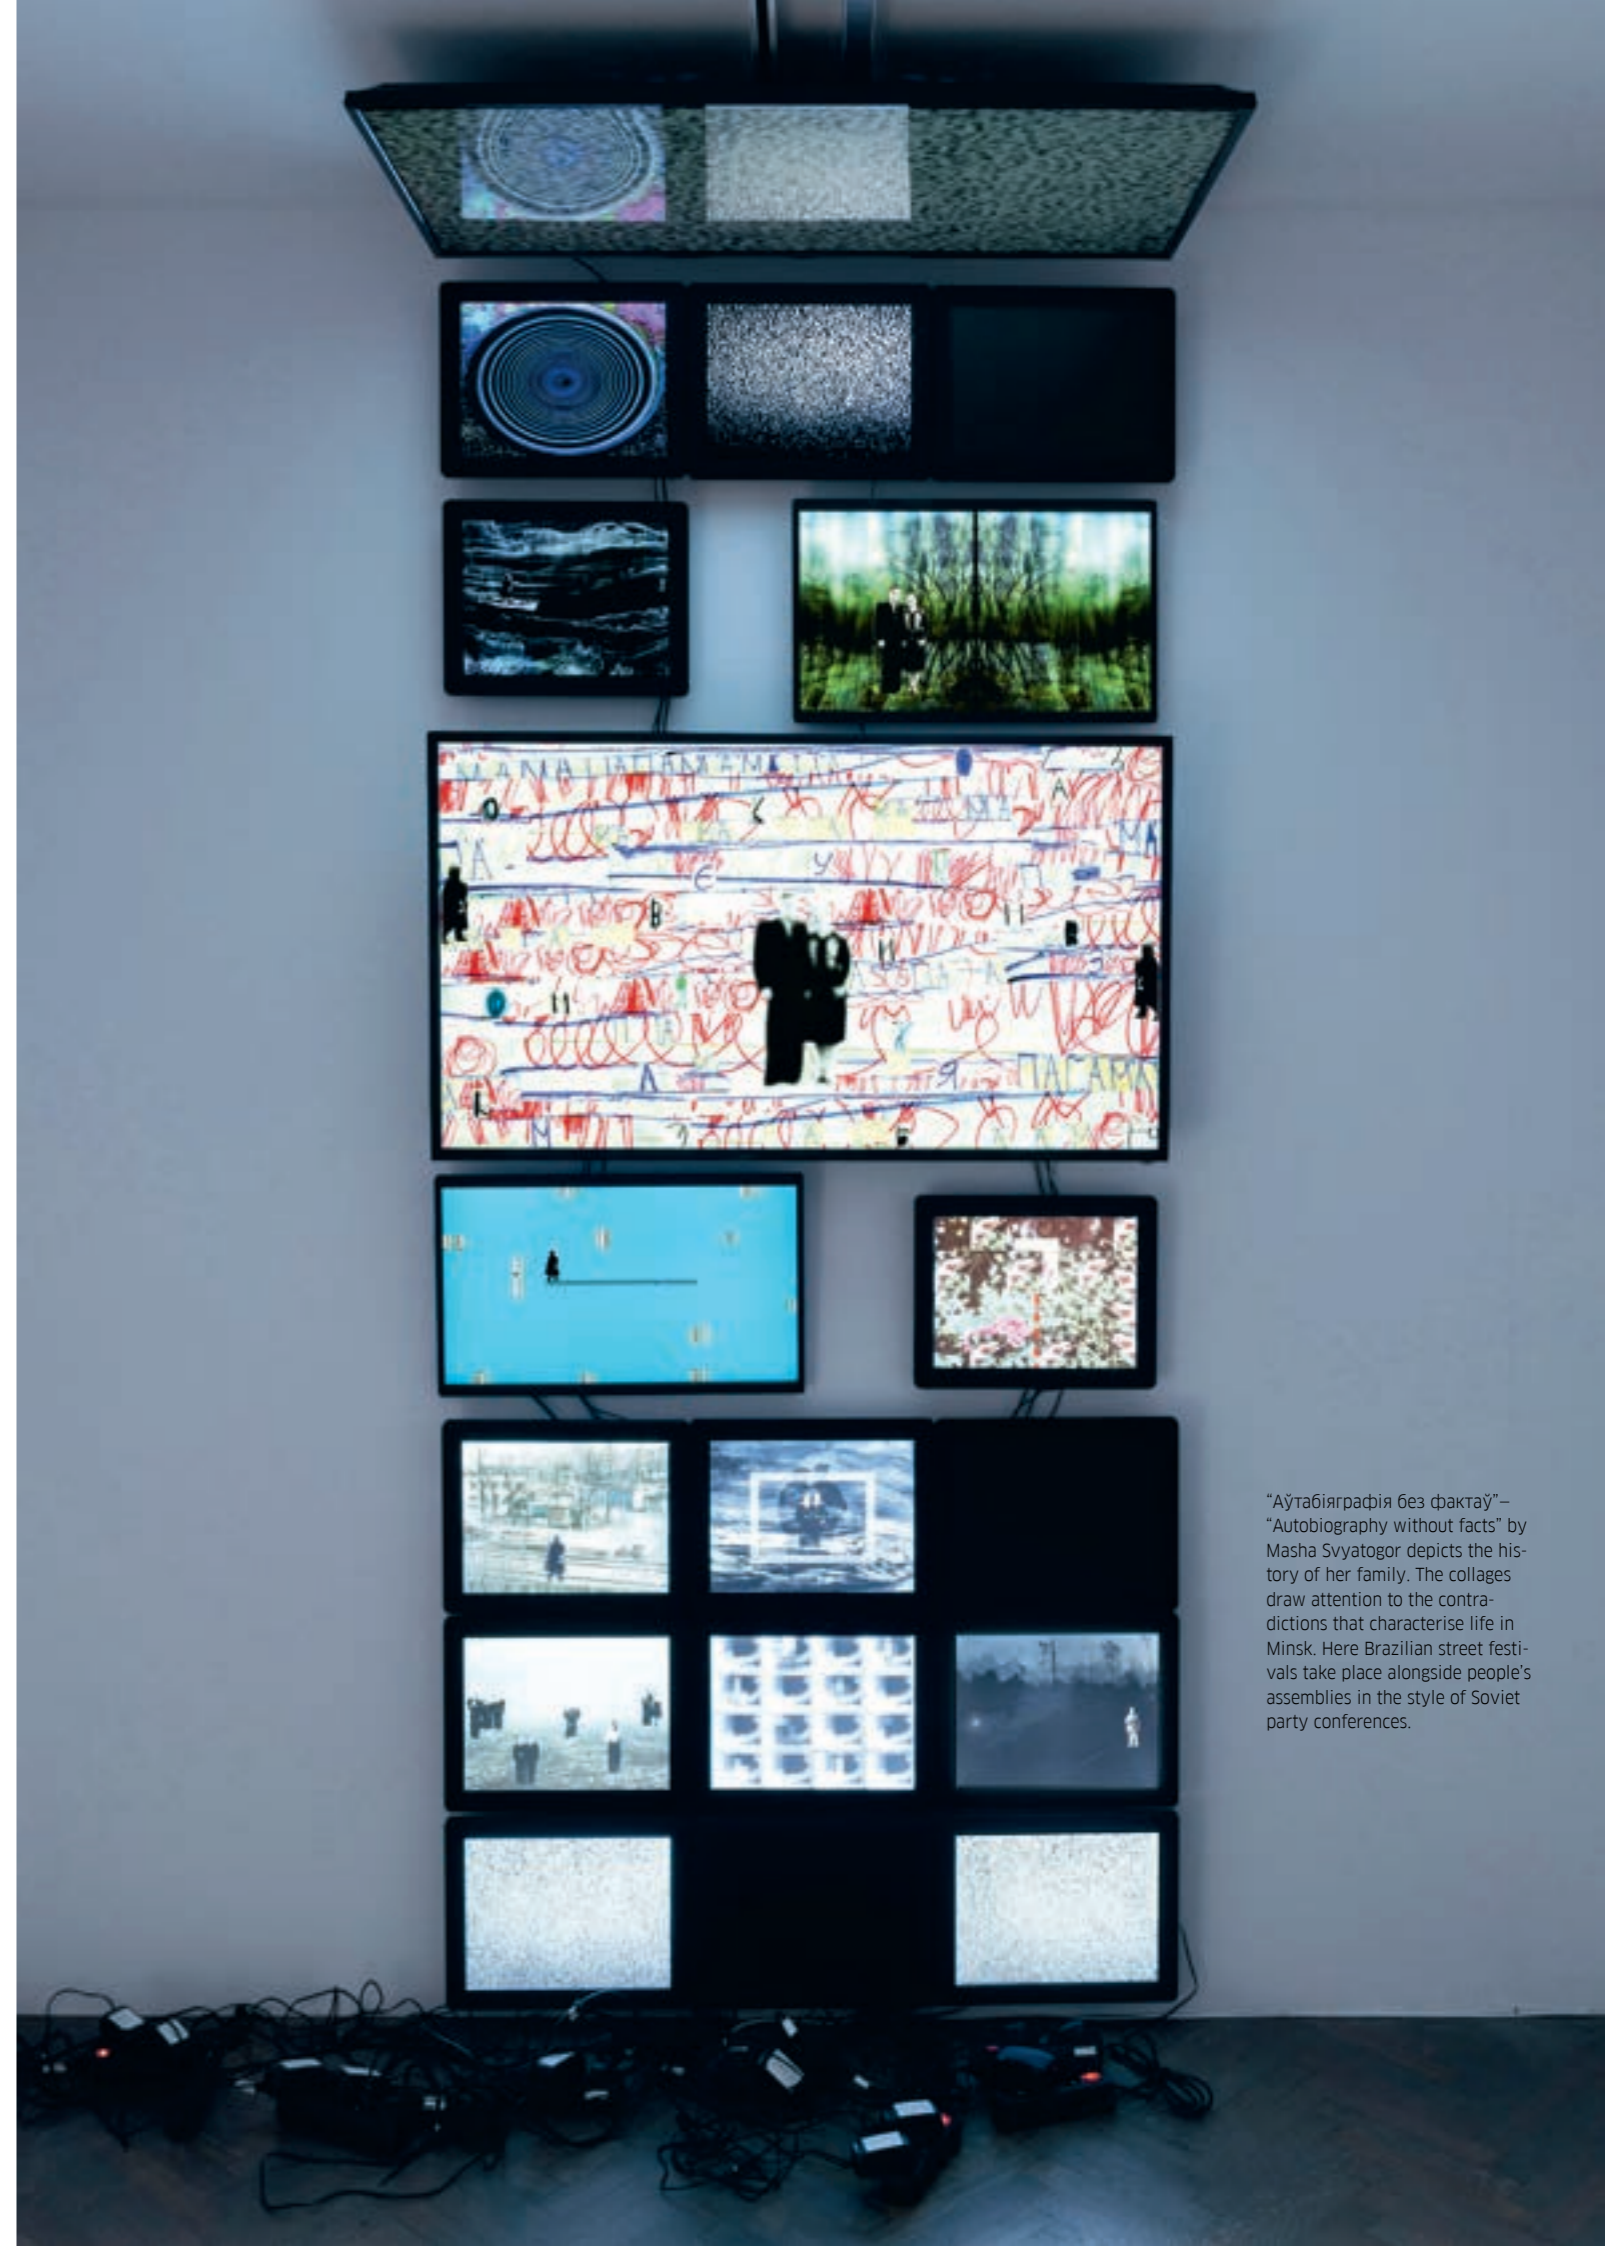 МАМА
ПАПАМА
“Аўтабіяграфія без фактаў”–
“Autobiography without facts” by
Masha Svyatogor depicts the his-
tory of her family. The collages
draw attention to the contra-
dictions that characterise life in
Minsk. Here Brazilian street festi-
vals take place alongside people’s
assemblies in the style of Soviet
party conferences.